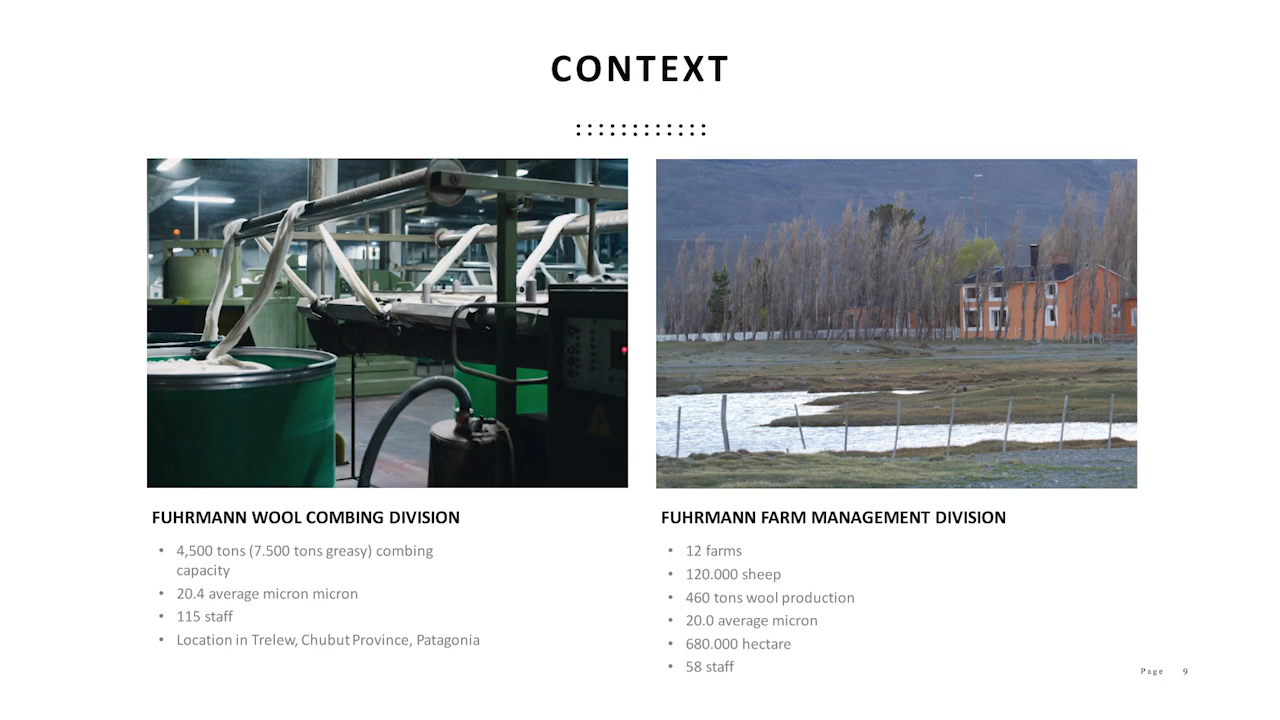 CONTEXT
FUHRMANN WOOL COMBING DIVISION
• 4,500 tons (7.500 tons greasy) combing
capacity
• 20.4 average micron micron
• 115 staff
• Location in Trelew, Chubut Province, Patagonia
FUHRMANN FARM MANAGEMENT DIVISION
• 12 farms
• 120.000 sheep
• 460 tons wool production
• 20.0 average micron
• 680.000 hectare
• 58 staff
Page 9